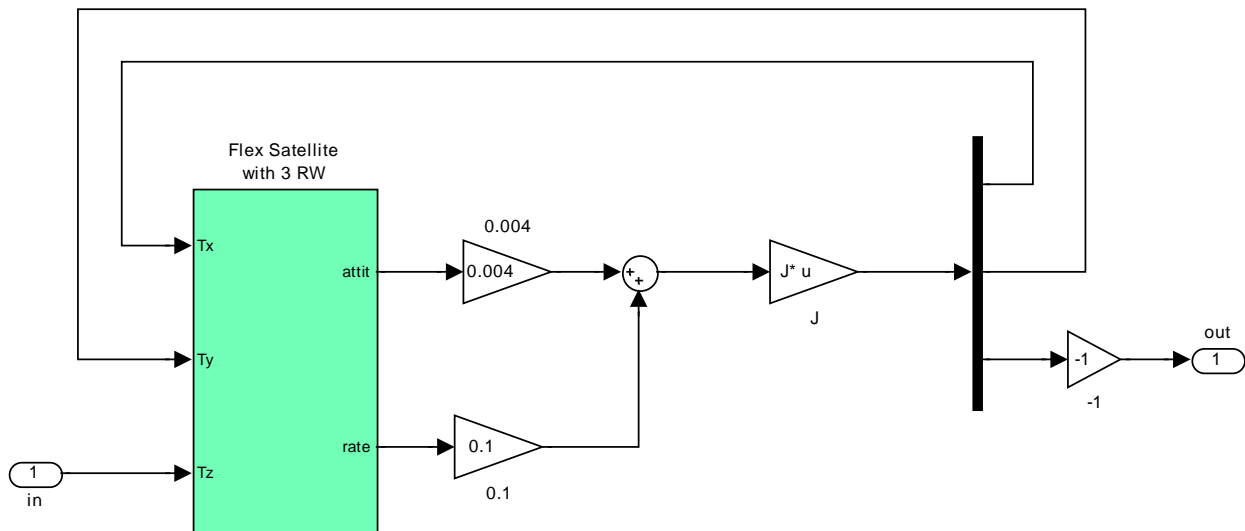 Flex Satellite
with 3 RW
Tx
Ty
Tz
attit
rate
1
in
0.004
0.004
0.1
0.1
+
+
J* u
J
-1
-1
out
1